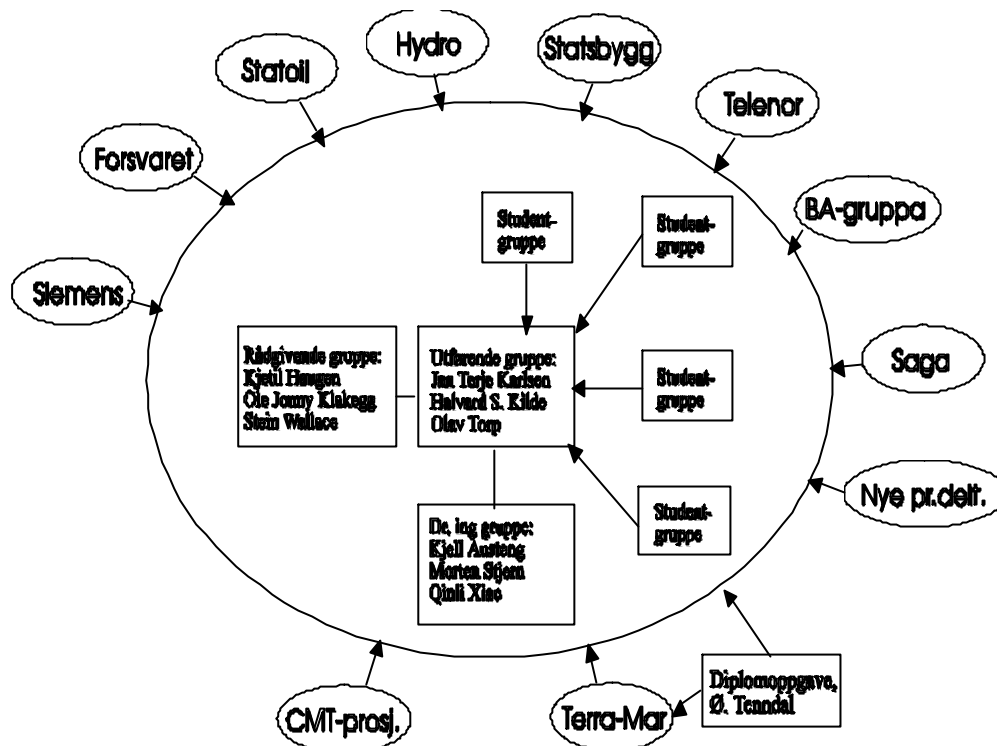 Hydro
Statsbygg
Statoil
Telenor
Forsvaret
BA-gruppa
Siemens
Student-
gruppe
Student-
gruppe
Rådgivende gruppe:
Kjetil Haugen
Ole Jonny Klakegg
Stein Wallace
Utførende gruppe:
Jan Terje Karlsen
Halvard S. Kilde
Olav Torp
Student-
gruppe
Saga
Nye pr.delt.
Student-
gruppe
Dr. ing gruppe:
Kjell Austeng
Morten Stjern
Qinli Xiao
CMT-prosj.
Terra-Mar
Diplomoppgave,
Ø. Tenndal